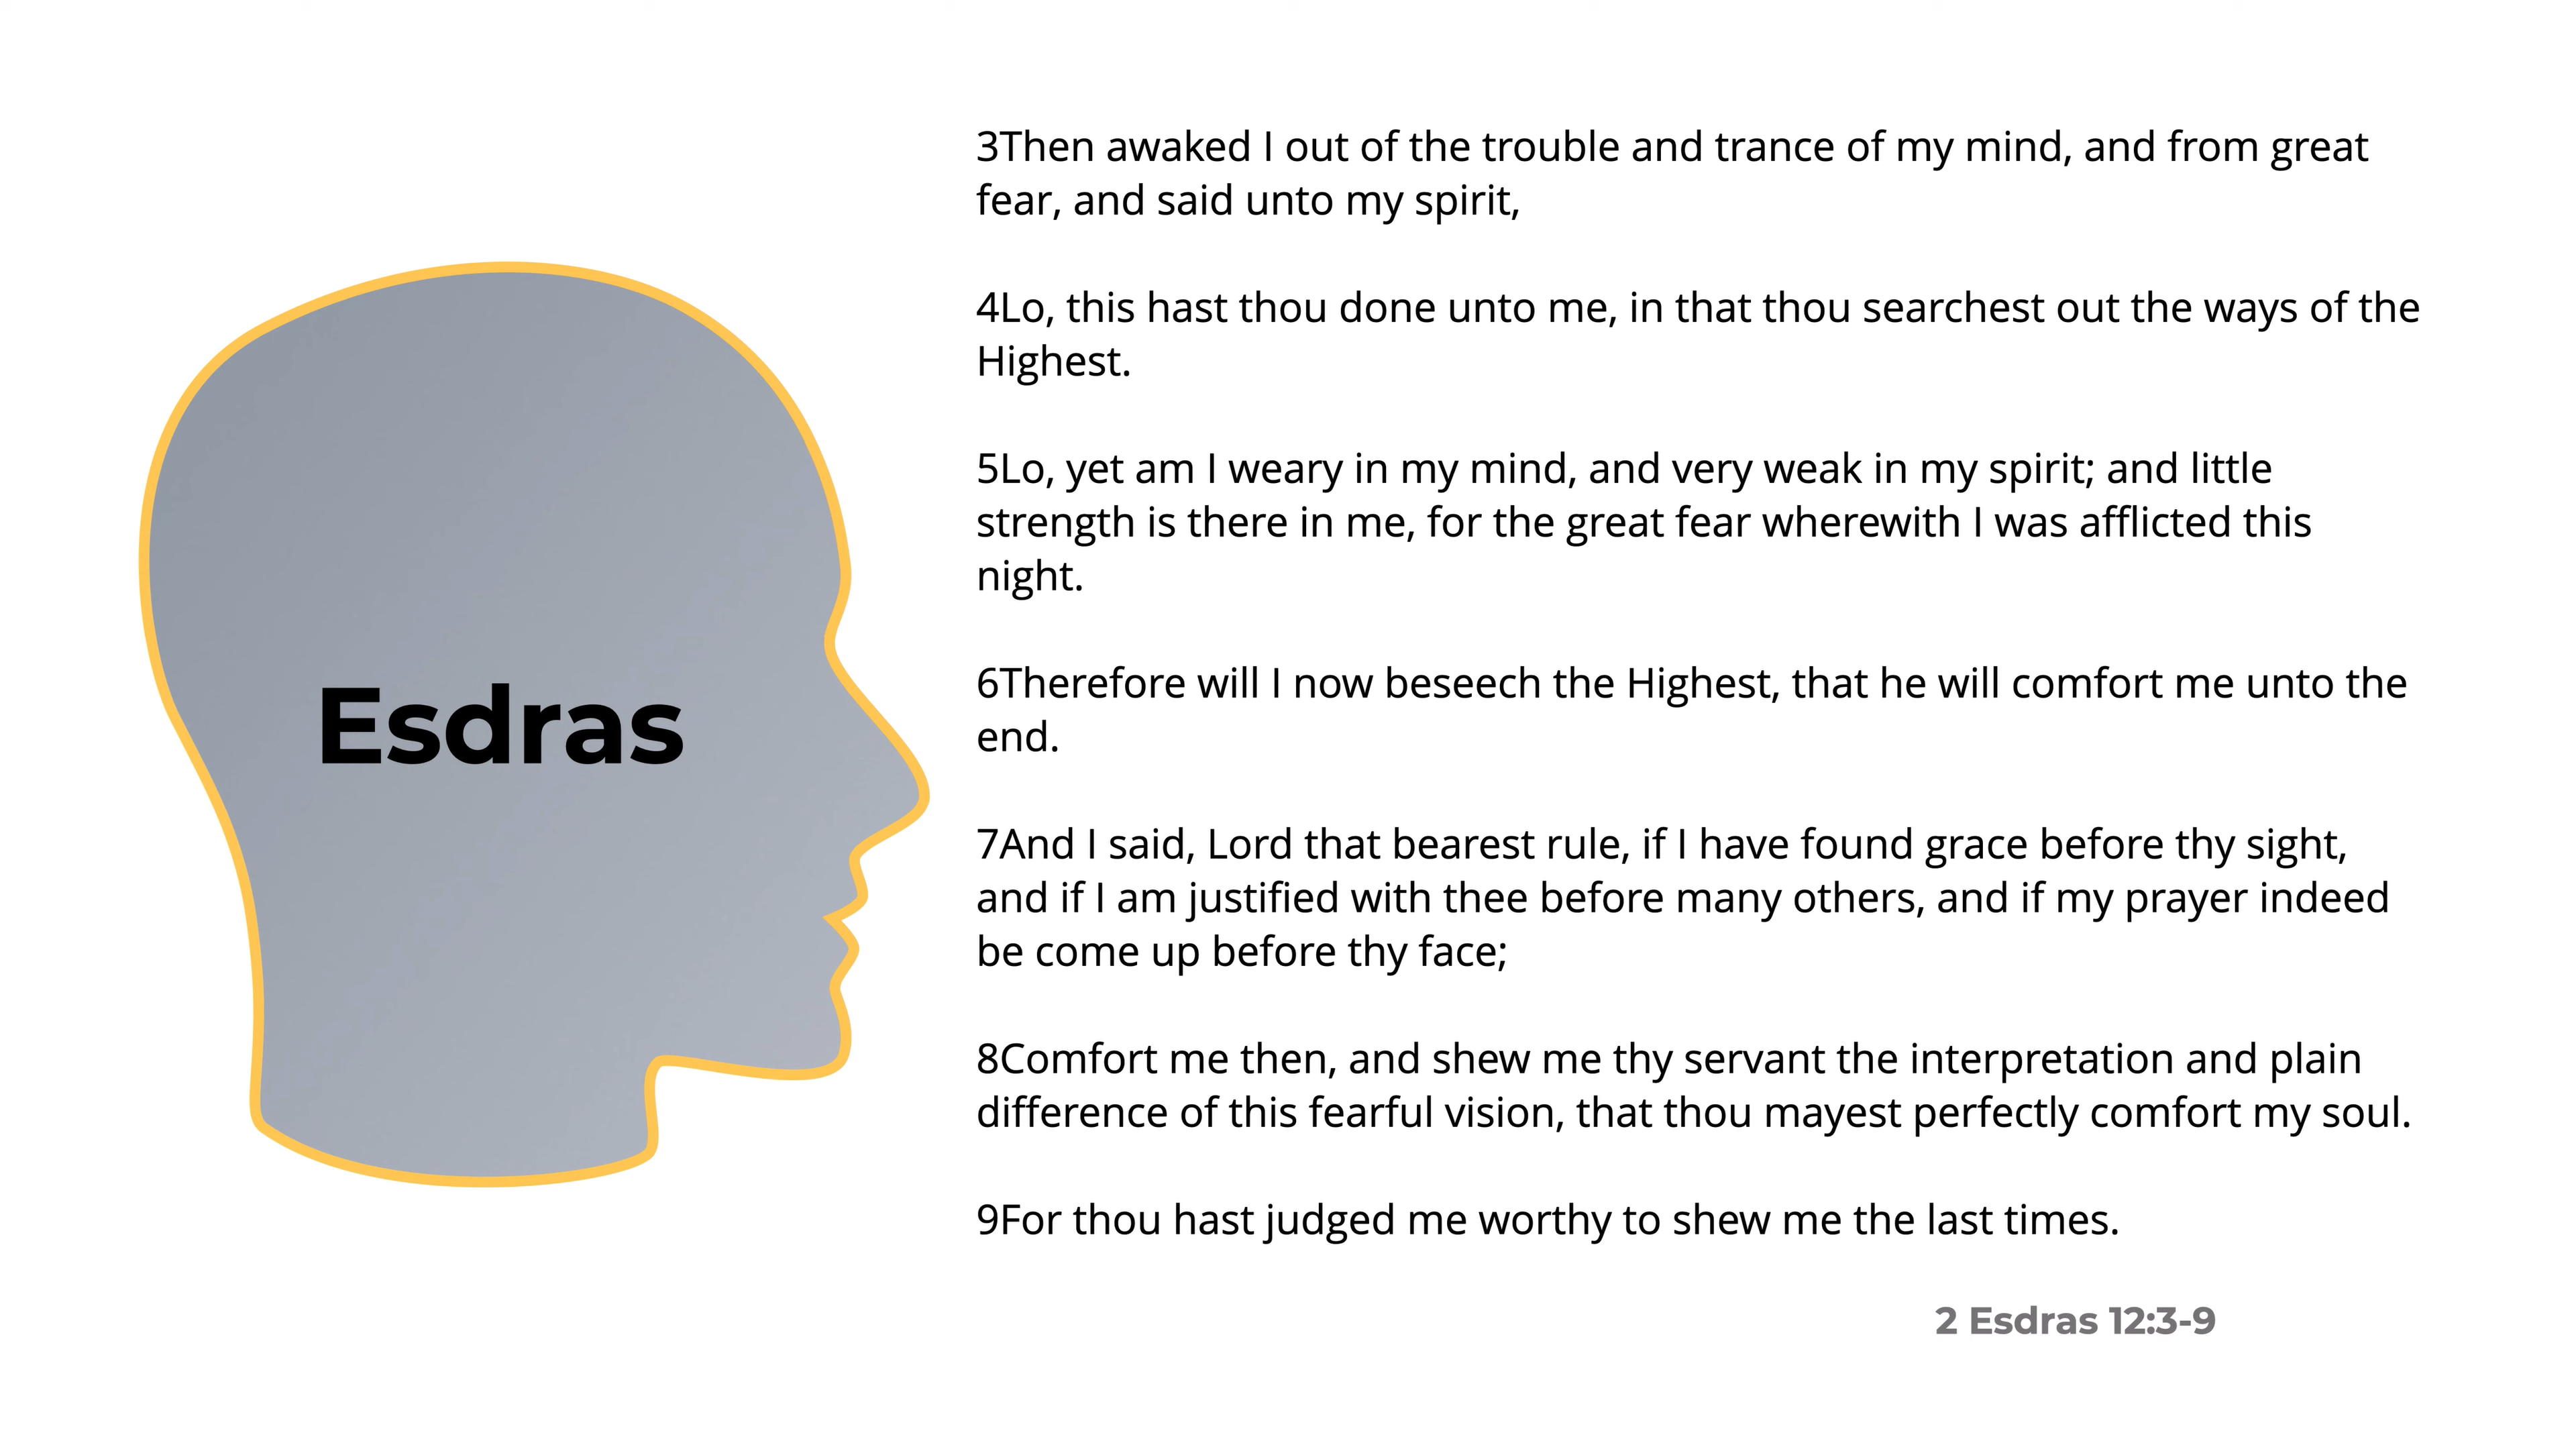 Esdras
3Then awaked I out of the trouble and trance of my mind, and from great
fear, and said unto my spirit,
4Lo, this hast thou done unto me, in that thou searchest out the ways of the
Highest.
5Lo, yet am I weary in my mind, and very weak in my spirit; and little
strength is there in me, for the great fear wherewith I was afflicted this
night.
6Therefore will I now beseech the Highest, that he will comfort me unto the
end.
7And I said, Lord that bearest rule, if I have found grace before thy sight,
and if I am justified with thee before many others, and if my prayer indeed
be come up before thy face;
8Comfort me then, and shew me thy servant the interpretation and plain
difference of this fearful vision, that thou mayest perfectly comfort my soul.
9For thou hast judged me worthy to shew me the last times.
2 Esdras 12:3-9